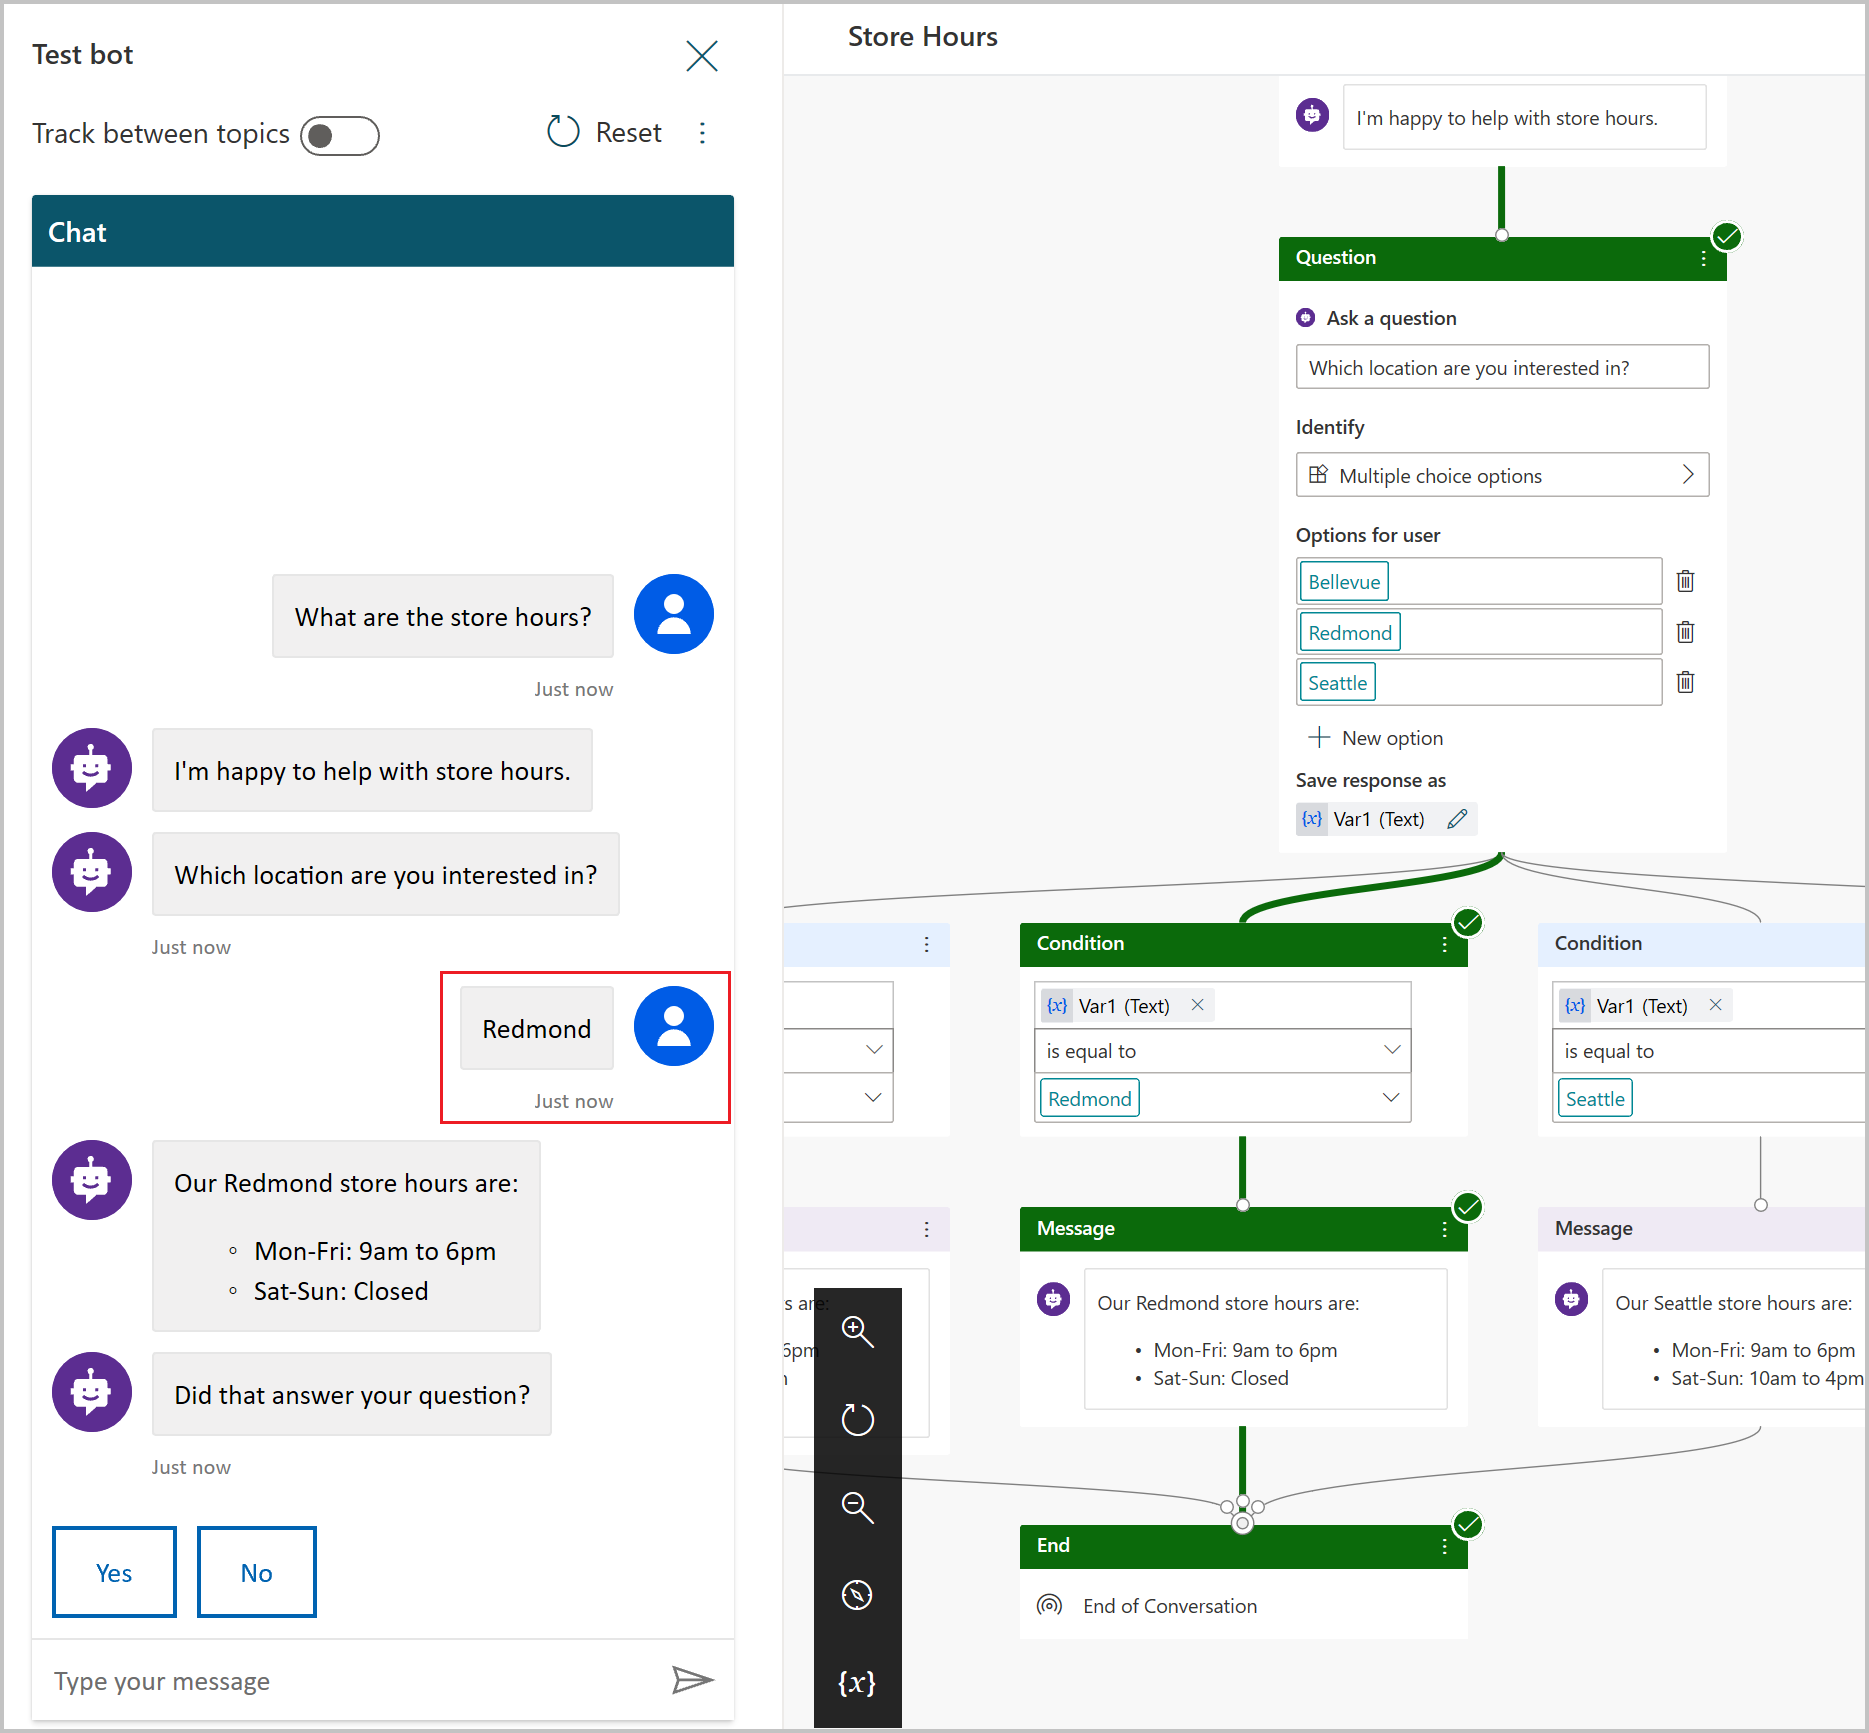 Test bot
Track between topics
Reset
Chat
What are the store hours?
Just now
I'm happy to help with store hours.
Which location are you interested in?
Just now
Redmond
Just now
Our Redmond store hours are:
Mon-Fri: 9am to 6pm
Sat-Sun: Closed
Did that answer your question?
Just now
Yes
No
Type your message
Store Hours
I'm happy to help with store hours.
Question
Ask a question
Which location are you interested in?
Identify
Multiple choice options
Options for user
Bellevue
Redmond
Seattle
New option
Save response as
{x} Var1 (Text)
Condition
{x} Var1 (Text)
is equal to
Redmond
Condition
{x} Var1 (Text)
is equal to
Seattle
s are:
6pm
Message
Our Redmond store hours are:
• Mon-Fri: 9am to 6pm
• Sat-Sun: Closed
Message
Our Seattle store hours are:
• Mon-Fri: 9am to 6pm
• Sat-Sun: 10am to 4pm
End
End of Conversation
{x}